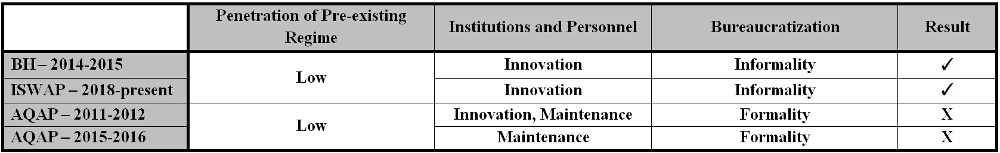 Penetration of Pre-existing
Regime
Institutions and Personnel
Bureaucratization
Result
BH – 2014-2015
Low
Innovation
Informality
✓
ISWAP – 2018-present
Innovation
Informality
✓
AQAP – 2011-2012
Low
Innovation, Maintenance
Formality
X
AQAP – 2015-2016
Maintenance
Formality
X